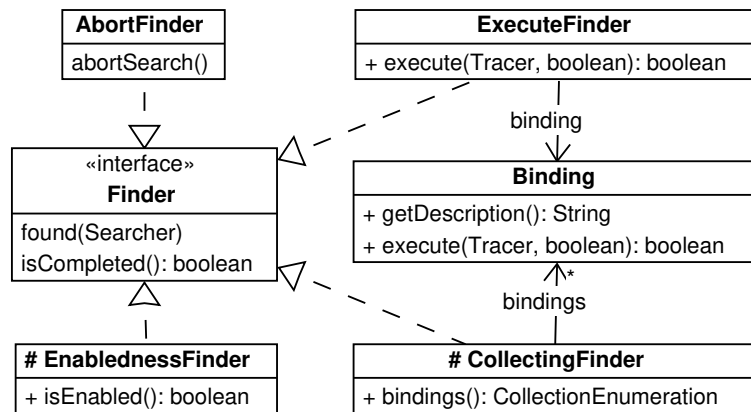 AbortFinder
abortSearch()
ExecuteFinder
+ execute(Tracer, boolean): boolean
binding
«interface»
Finder
found(Searcher)
isCompleted(): boolean
Binding
+ getDescription(): String
+ execute(Tracer, boolean): boolean
*
bindings
# EnablednessFinder
+ isEnabled(): boolean
# CollectingFinder
+ bindings(): CollectionEnumeration